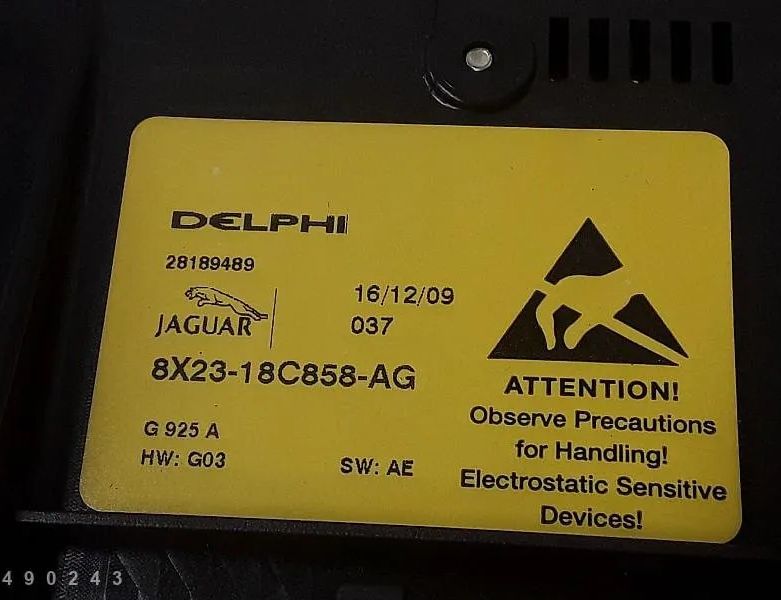 DELPHI
28189489
JAGUAR
16/12/09
037
8X23-18C858-AG
G 925 A
HW: G03
SW: AE
ATTENTION!
Observe Precautions
for Handling!
Electrostatic Sensitive
Devices!
490243